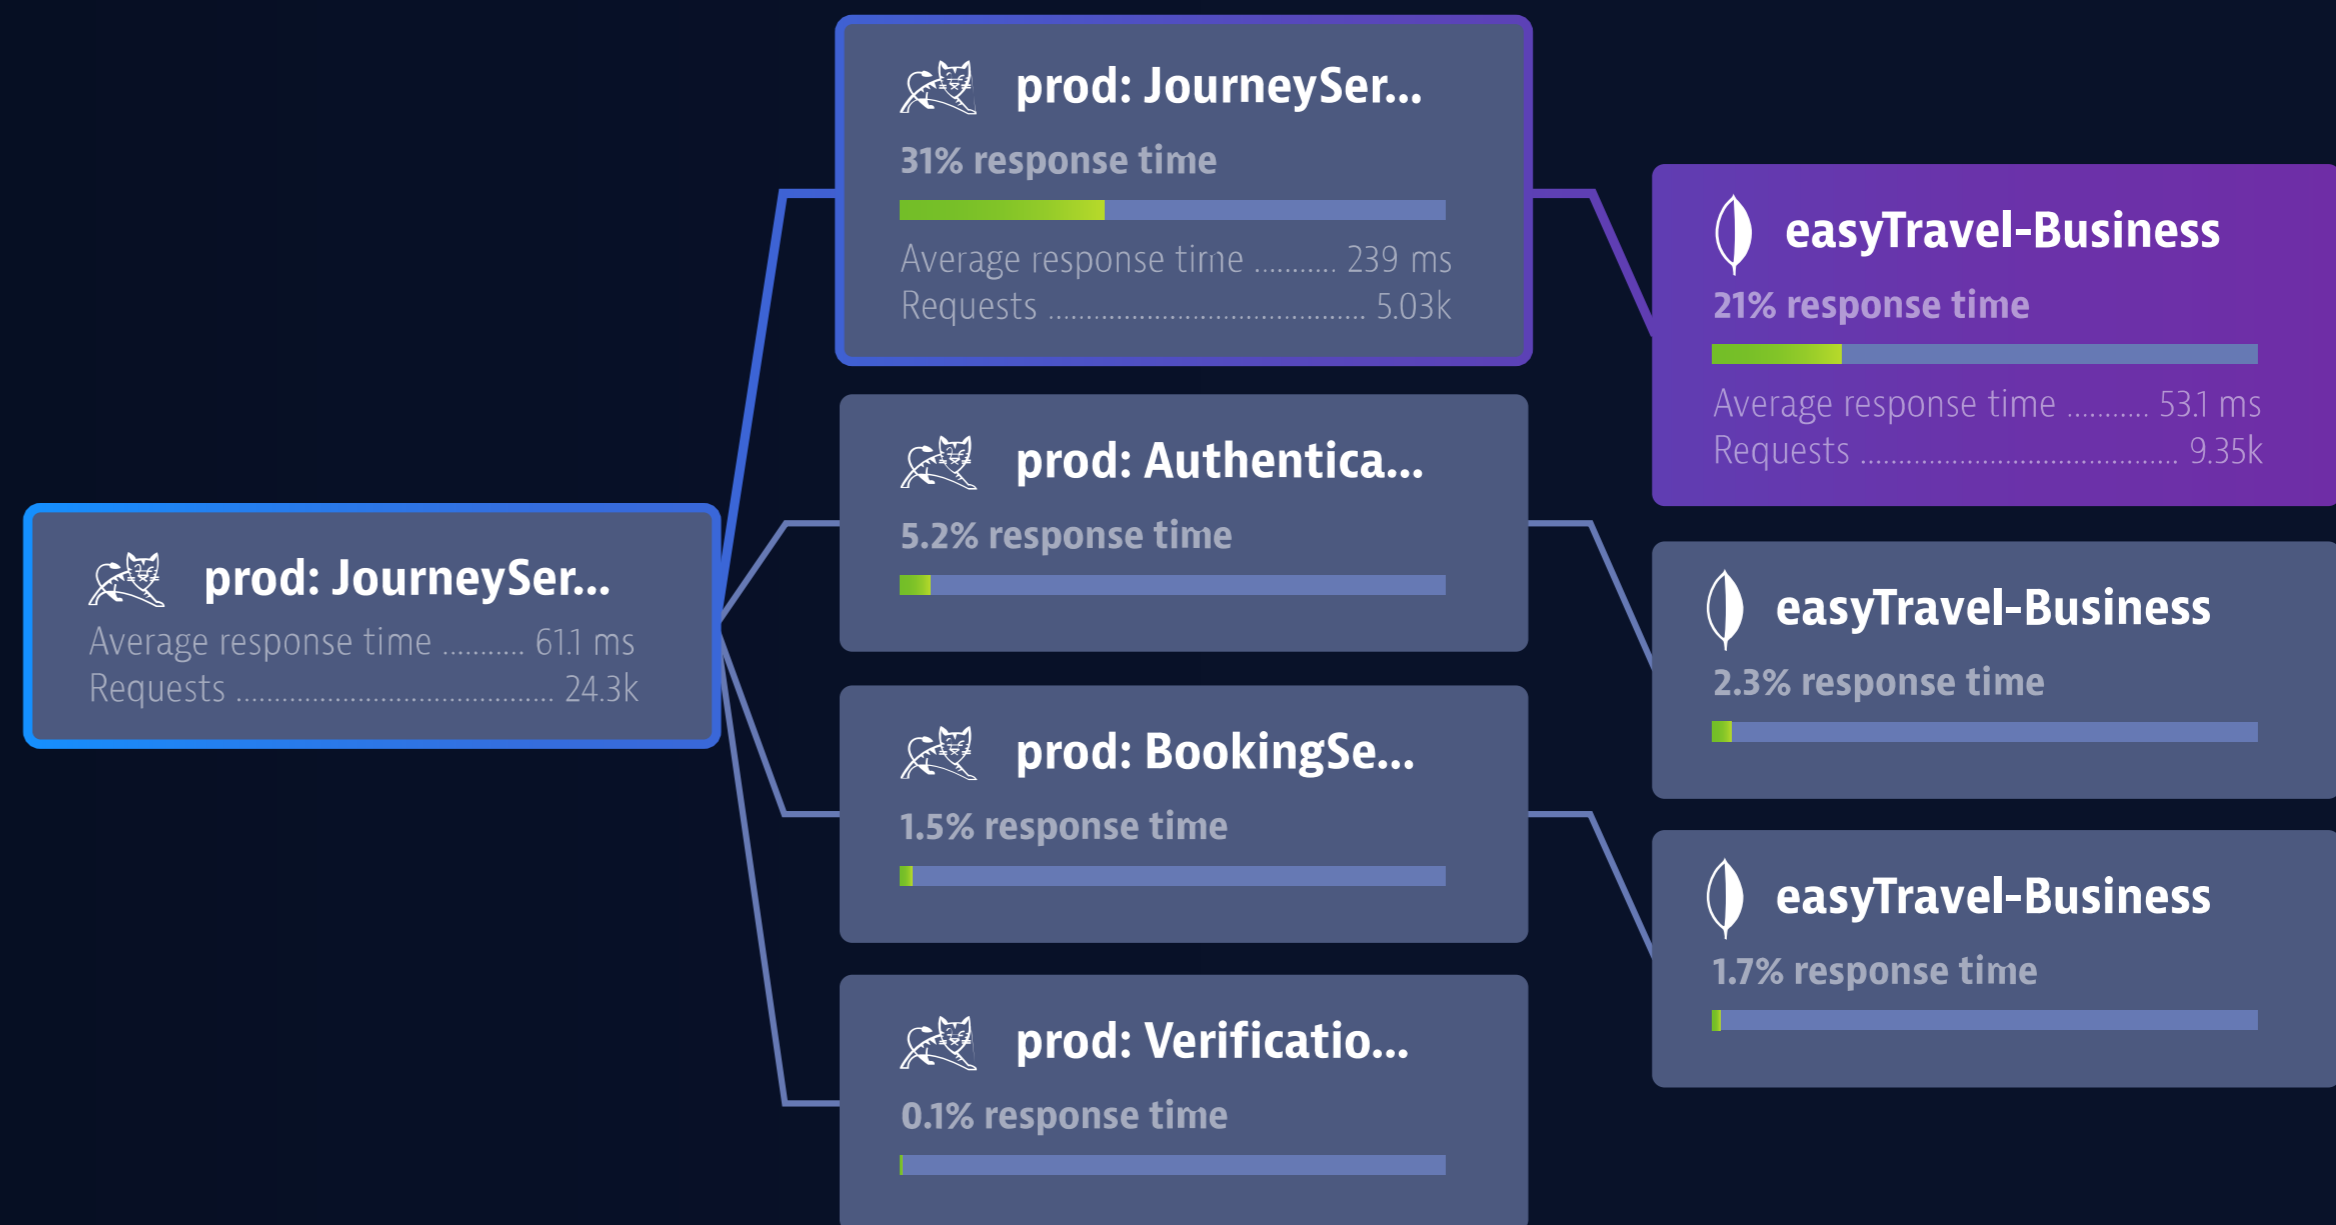 prod: JourneySer...
Average response time ........... 61.1 ms
Requests .......................................... 24.3k
prod: JourneySer...
31% response time
Average response time ........... 239 ms
Requests .......................................... 5.03k
prod: Authentica...
5.2% response time
prod: BookingSe...
1.5% response time
prod: Verificatio...
0.1% response time
easyTravel-Business
21% response time
Average response time ........... 53.1 ms
Requests .......................................... 9.35k
easyTravel-Business
2.3% response time
easyTravel-Business
1.7% response time